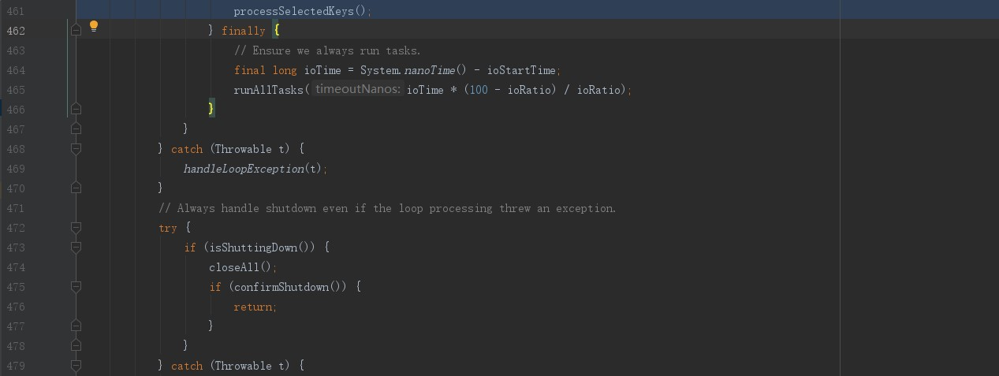 461 processSelectedKeys();
462 } finally {
463 // Ensure we always run tasks.
464 final long ioTime = System.nanoTime() - ioStartTime;
465 runAllTasks( timeoutNanos: ioTime * (100 - ioRatio) / ioRatio);
466 }
467 }
468 } catch (Throwable t) {
469 handleLoopException(t);
470 }
471 // Always handle shutdown even if the loop processing threw an exception.
472 try {
473 if (isShuttingDown()) {
474 closeAll();
475 if (confirmShutdown()) {
476 return;
477 }
478 }
479 } catch (Throwable t) {